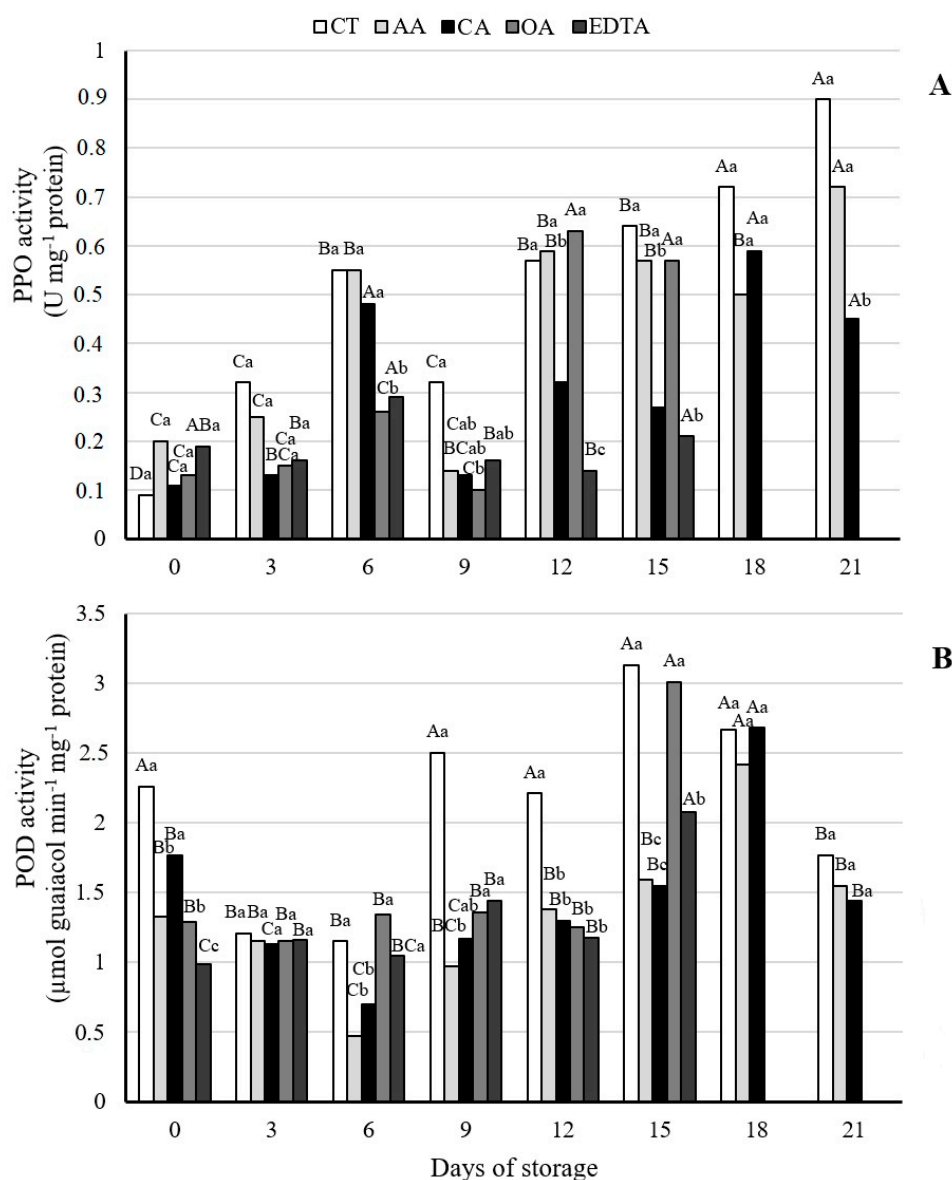 CT AA CA OA EDTA
A
PPO activity
(U mg⁻¹ protein)
1
0.9
0.8
0.7
0.6
0.5
0.4
0.3
0.2
0.1
0
Da Ca Ca Ca ABa
Ca Ca BCa Ca Ba
Ba Ba Aa Cb Ab
Ca Cab BCab Cb Bab
Ba Ba Bb Aa Bc
Ba Ba Bb Aa Ab
Aa Ba Aa
Aa Aa Ab
0 3 6 9 12 15 18 21
B
POD activity
(µmol guaiacol min⁻¹ mg⁻¹ protein)
3.5
3
2.5
2
1.5
1
0.5
0
Aa Bb Ba Bb Cc
Ba Ba Ca Ba Ba
Ba Cb Cb Ba BCa
Aa BCb Cab Ba Ba
Aa Bb Bb Bb Bb
Aa Bc Bc Aa Ab
Aa Aa Aa
Ba Ba Ba
0 3 6 9 12 15 18 21
Days of storage